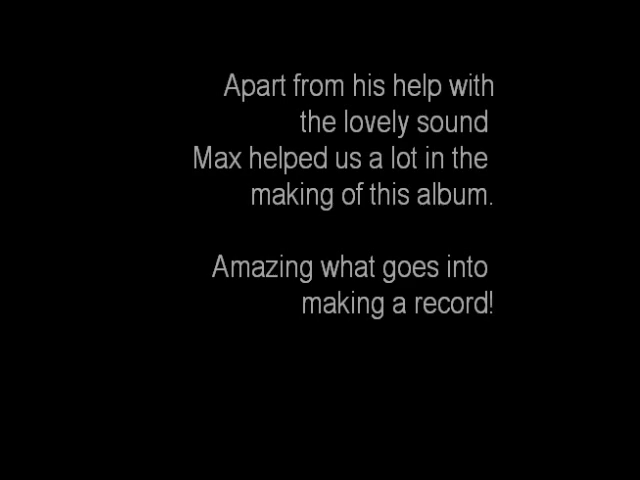 Apart from his help with
the lovely sound
Max helped us a lot in the
making of this album.
Amazing what goes into
making a record!